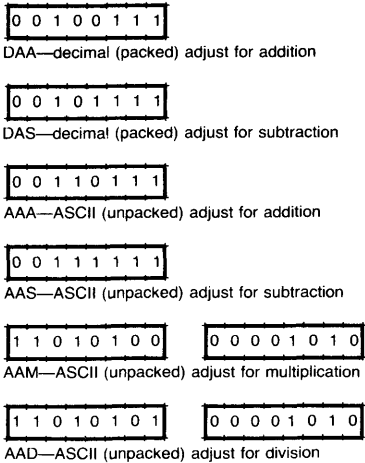 0 0 1 0 0 1 1 1
DAA—decimal (packed) adjust for addition
0 0 1 0 1 1 1 1
DAS—decimal (packed) adjust for subtraction
0 0 1 1 0 1 1 1
AAA—ASCII (unpacked) adjust for addition
0 0 1 1 1 1 1 1
AAS—ASCII (unpacked) adjust for subtraction
1 1 0 1 0 1 0 0 0 0 0 0 1 0 1 0
AAM—ASCII (unpacked) adjust for multiplication
1 1 0 1 0 1 0 1 0 0 0 0 1 0 1 0
AAD—ASCII (unpacked) adjust for division